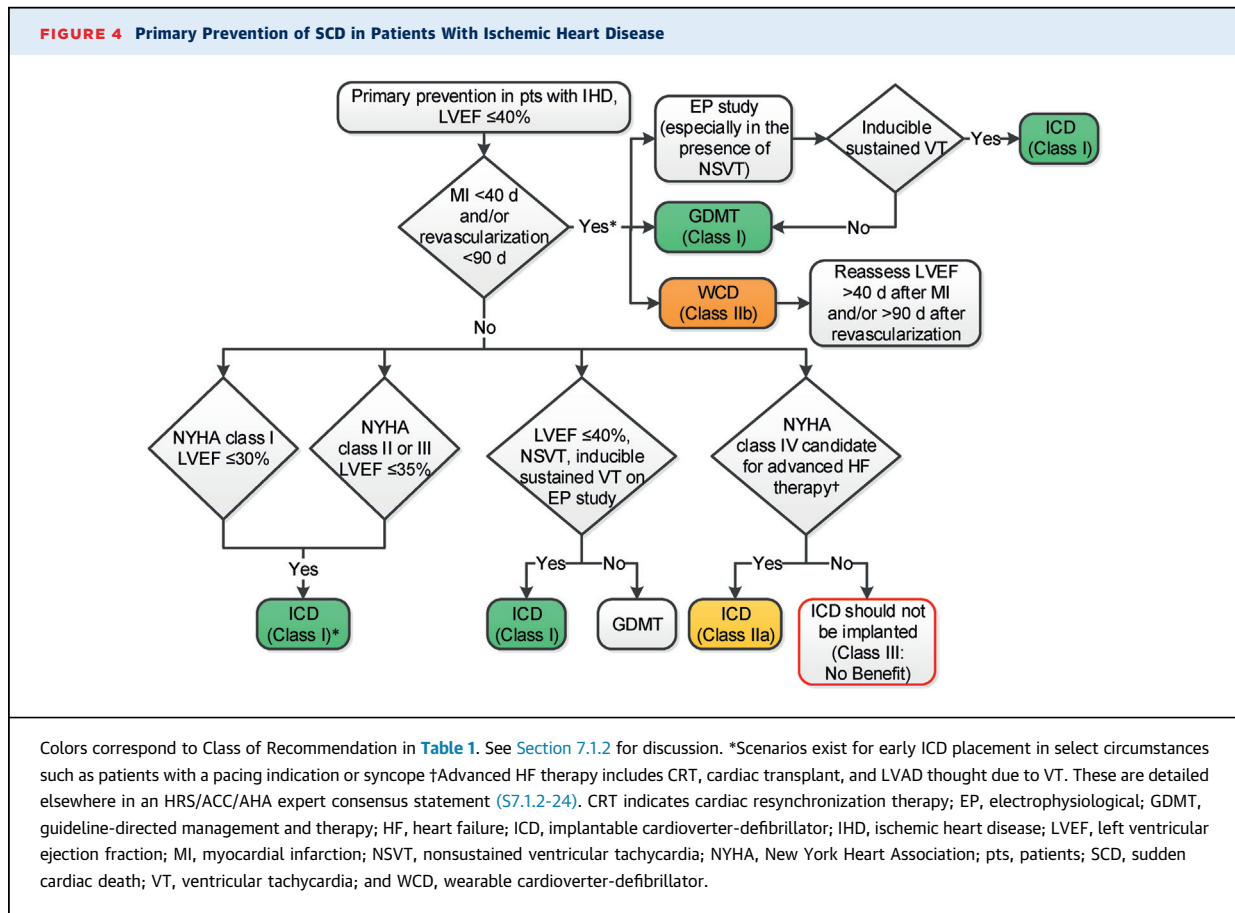 FIGURE 4 Primary Prevention of SCD in Patients With Ischemic Heart Disease
Primary prevention in pts with IHD,
LVEF ≤40%
MI <40 d
and/or
revascularization
<90 d
Yes*
EP study
(especially in the
presence of
NSVT)
Inducible
sustained VT
Yes
ICD
(Class I)
GDMT
(Class I)
No
WCD
(Class IIb)
Reassess LVEF
>40 d after MI
and/or >90 d after
revascularization
No
NYHA class I
LVEF ≤30%
NYHA
class II or III
LVEF ≤35%
LVEF ≤40%,
NSVT, inducible
sustained VT on
EP study
NYHA
class IV candidate
for advanced HF
therapy†
Yes
Yes
No
Yes
No
ICD
(Class I)*
ICD
(Class I)
GDMT
ICD
(Class IIa)
ICD should not
be implanted
(Class III:
No Benefit)
Colors correspond to Class of Recommendation in Table 1. See Section 7.1.2 for discussion. *Scenarios exist for early ICD placement in select circumstances
such as patients with a pacing indication or syncope †Advanced HF therapy includes CRT, cardiac transplant, and LVAD thought due to VT. These are detailed
elsewhere in an HRS/ACC/AHA expert consensus statement (S7.1.2-24). CRT indicates cardiac resynchronization therapy; EP, electrophysiological; GDMT,
guideline-directed management and therapy; HF, heart failure; ICD, implantable cardioverter-defibrillator; IHD, ischemic heart disease; LVEF, left ventricular
ejection fraction; MI, myocardial infarction; NSVT, nonsustained ventricular tachycardia; NYHA, New York Heart Association; pts, patients; SCD, sudden
cardiac death; VT, ventricular tachycardia; and WCD, wearable cardioverter-defibrillator.